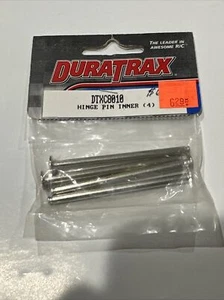 THE LEADER IN
AWESOME R/C
DURATRAX
DTXC8010
HINGE PIN INNER (4)